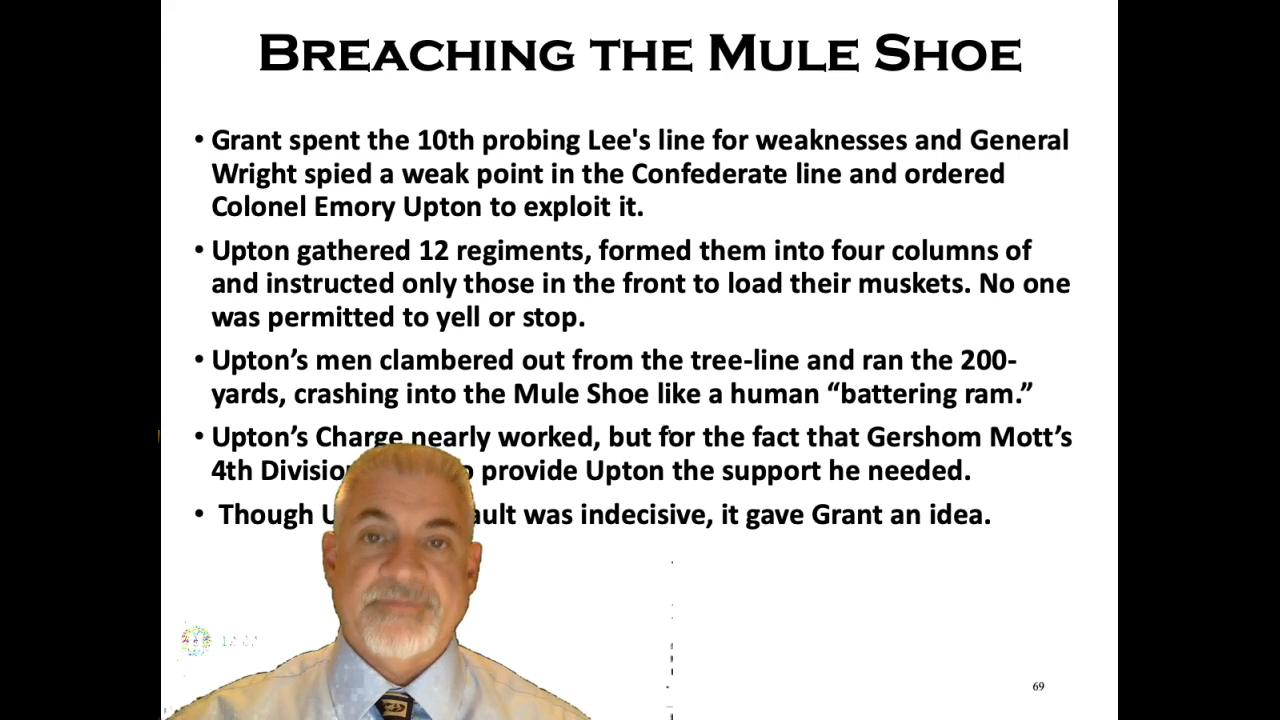 BREACHING THE MULE SHOE
• Grant spent the 10th probing Lee's line for weaknesses and General
Wright spied a weak point in the Confederate line and ordered
Colonel Emory Upton to exploit it.
• Upton gathered 12 regiments, formed them into four columns of
and instructed only those in the front to load their muskets. No one
was permitted to yell or stop.
• Upton’s men clambered out from the tree-line and ran the 200-
yards, crashing into the Mule Shoe like a human “battering ram.”
• Upton’s Charge nearly worked, but for the fact that Gershom Mott’s
4th provide Upton the support he needed.
• Though was indecisive, it gave Grant an idea.
69